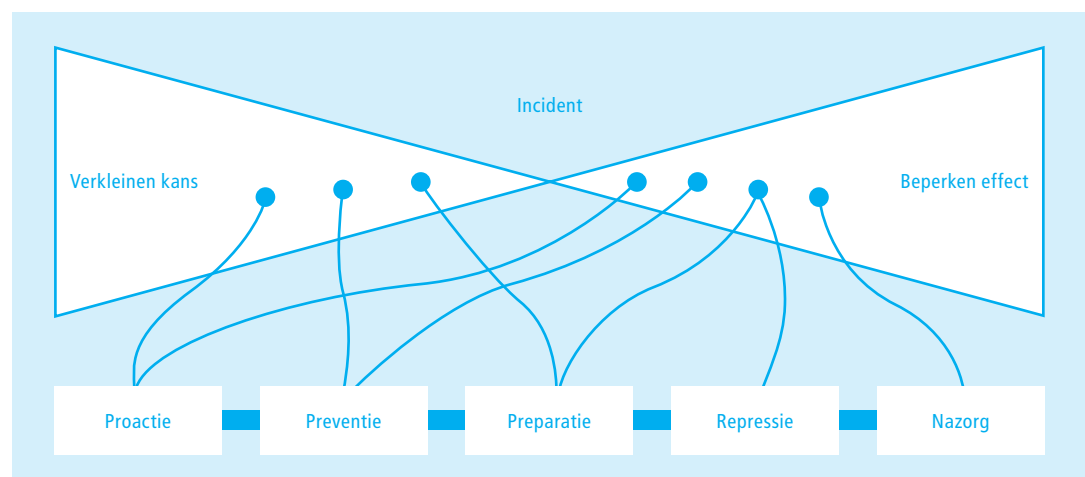 Incident
Verkleinen kans
Beperken effect
Proactie
Preventie
Preparatie
Repressie
Nazorg